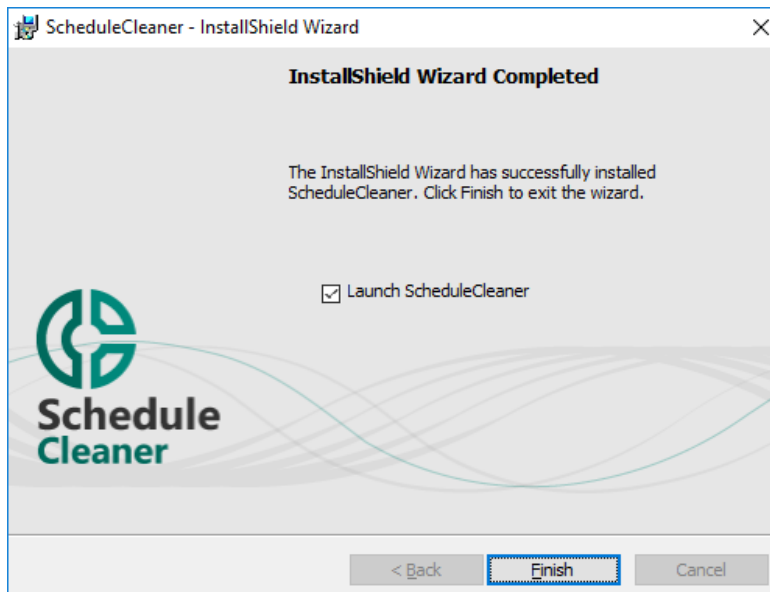 ScheduleCleaner - InstallShield Wizard
InstallShield Wizard Completed
The InstallShield Wizard has successfully installed
ScheduleCleaner. Click Finish to exit the wizard.
Launch ScheduleCleaner
Schedule
Cleaner
< Back
Finish
Cancel